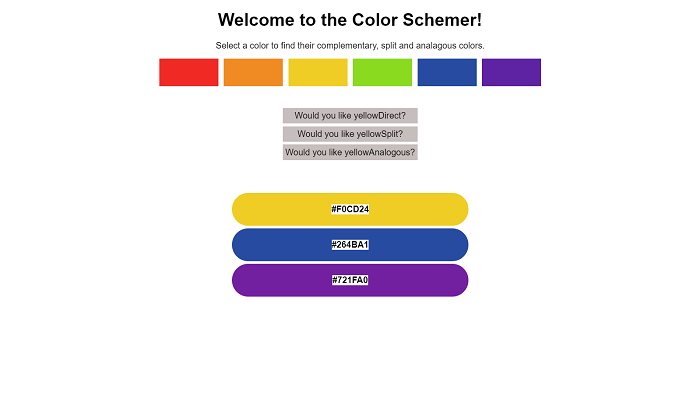 Welcome to the Color Schemer!
Select a color to find their complementary, split and analagous colors.
Would you like yellowDirect?
Would you like yellowSplit?
Would you like yellowAnalogous?
#F0CD24
#264BA1
#721FA0